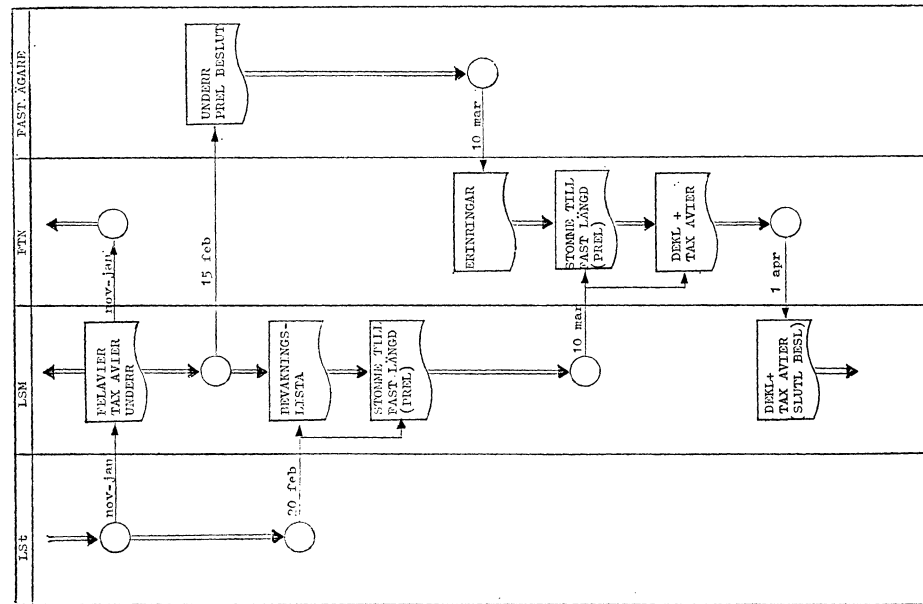 FAST. ÄGARE
FTN
LSM
LSt
UNDERR
PREL BESLUT
nov-jan
15 feb
10 mar
ERINRINGAR
STOMME TILL
FAST LÄNGD
(PREL)
DEKL +
TAX AVIER
1 apr
FELAVIER
TAX AVIER
UNDERR
BEVAKNINGS-
LISTA
STOMME TILL
FAST-LÄNGD
(PREL)
10 mar
DEKL+
TAX AVIER
(SLUTL BESL)
nov-jan
20 feb